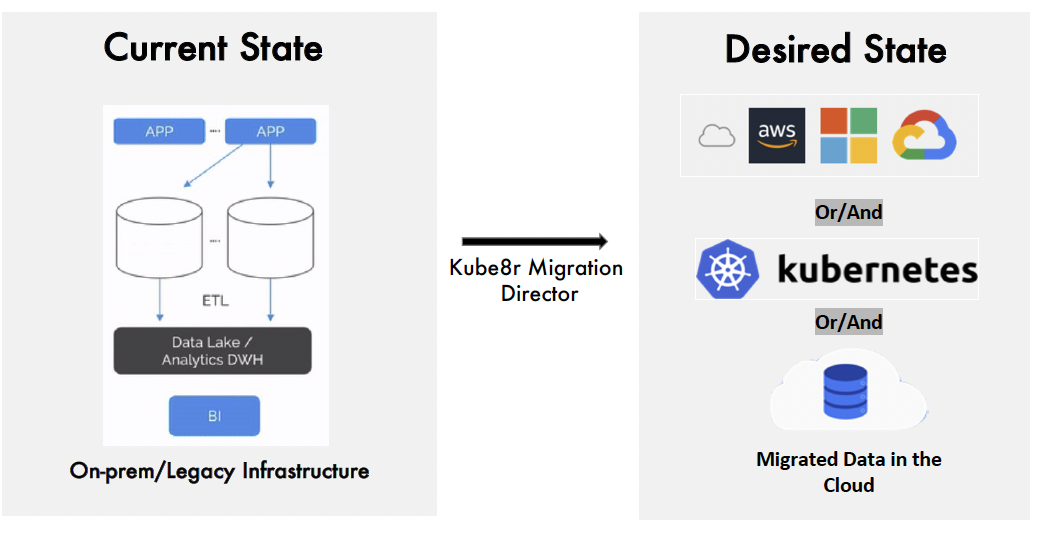 Current State
APP
APP
ETL
Data Lake /
Analytics DWH
BI
On-prem/Legacy Infrastructure
Kube8r Migration
Director
Desired State
aws
Or/And
kubernetes
Or/And
Migrated Data in the
Cloud